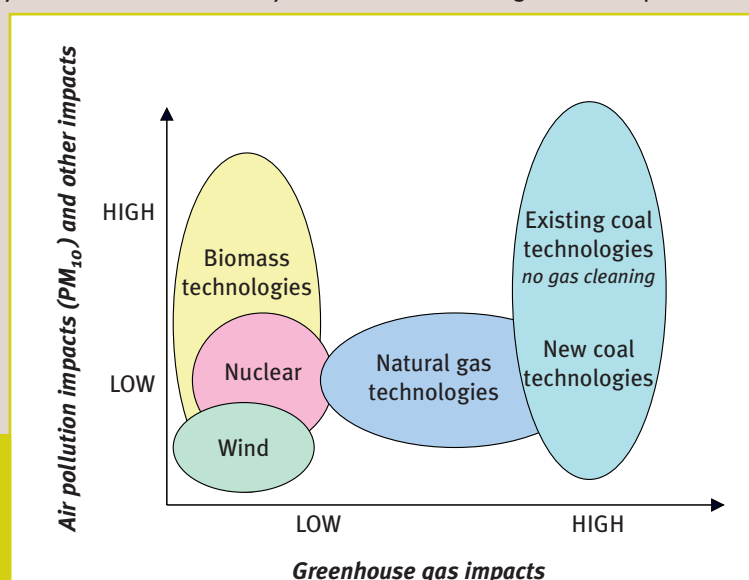 Air pollution impacts (PM₁₀) and other impacts
HIGH
LOW
Biomass
technologies
Nuclear
Wind
Natural gas
technologies
Existing coal
technologies
no gas cleaning
New coal
technologies
LOW
HIGH
Greenhouse gas impacts